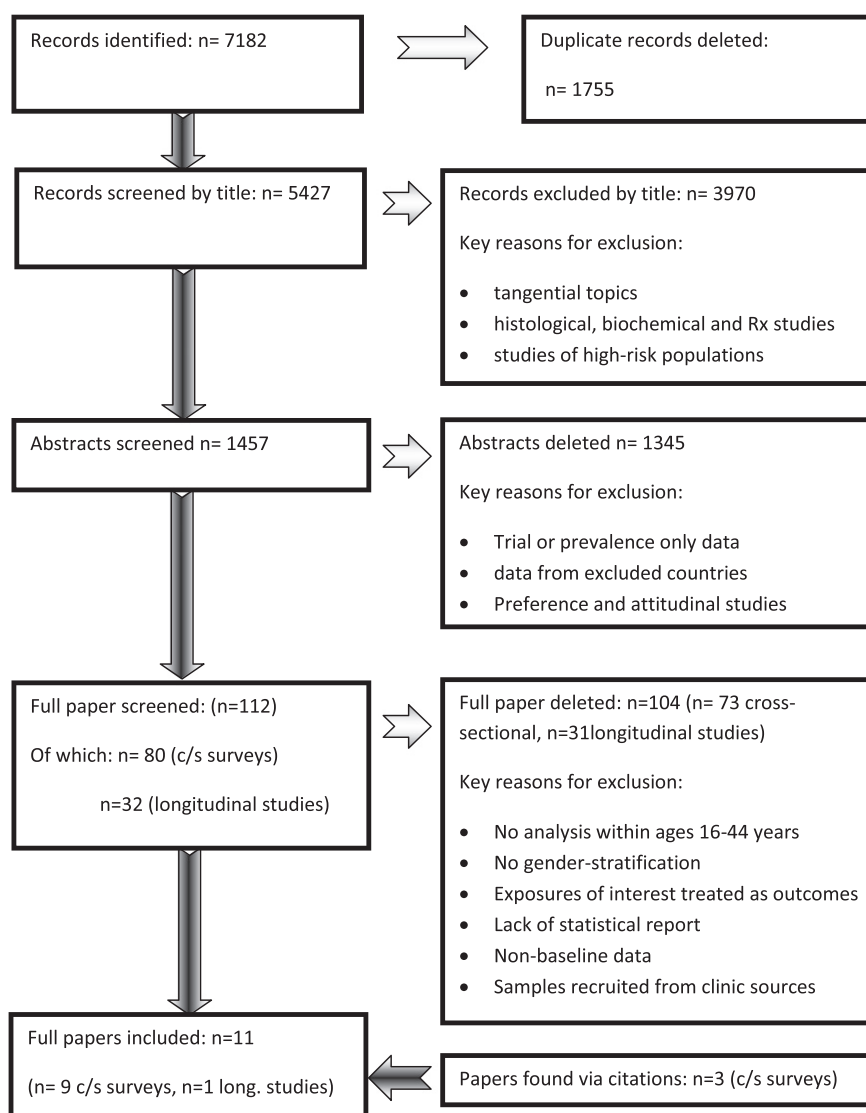 Records identified: n= 7182
Duplicate records deleted:
n= 1755
Records screened by title: n= 5427
Records excluded by title: n= 3970
Key reasons for exclusion:
• tangential topics
• histological, biochemical and Rx studies
• studies of high-risk populations
Abstracts screened n= 1457
Abstracts deleted n= 1345
Key reasons for exclusion:
• Trial or prevalence only data
• data from excluded countries
• Preference and attitudinal studies
Full paper screened: (n=112)
Of which: n= 80 (c/s surveys)
n=32 (longitudinal studies)
Full paper deleted: n=104 (n= 73 cross-
sectional, n=31longitudinal studies)
Key reasons for exclusion:
• No analysis within ages 16-44 years
• No gender-stratification
• Exposures of interest treated as outcomes
• Lack of statistical report
• Non-baseline data
• Samples recruited from clinic sources
Full papers included: n=11
(n= 9 c/s surveys, n=1 long. studies)
Papers found via citations: n=3 (c/s surveys)